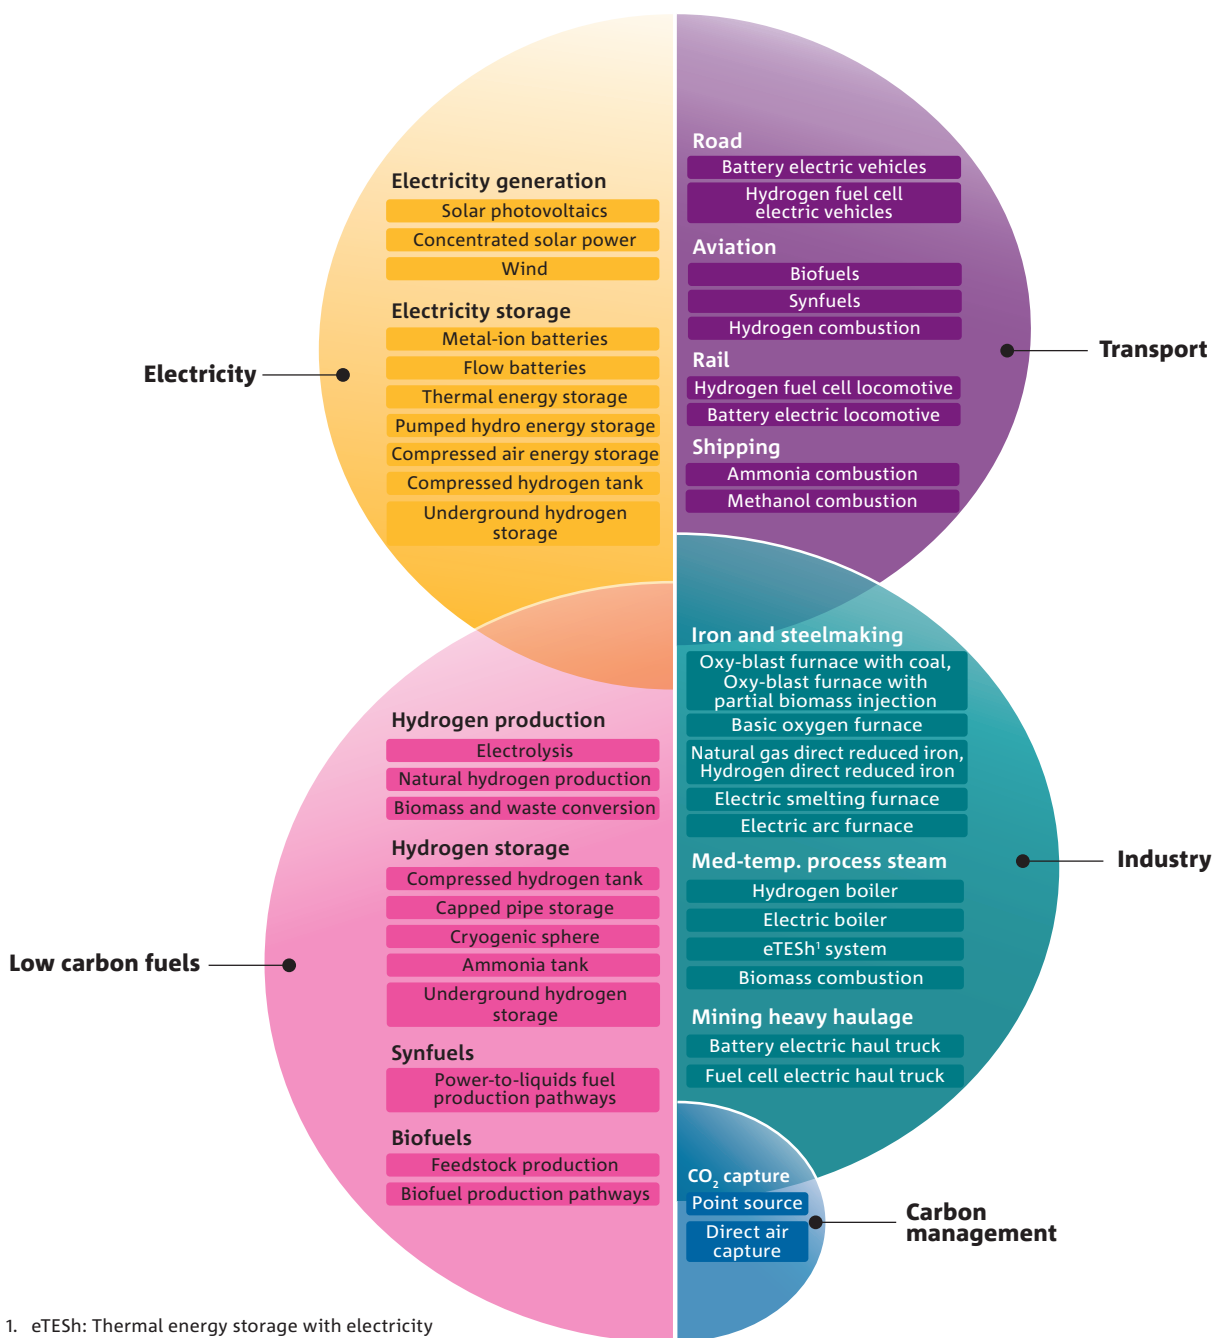 Electricity
Electricity generation
Solar photovoltaics
Concentrated solar power
Wind
Electricity storage
Metal-ion batteries
Flow batteries
Thermal energy storage
Pumped hydro energy storage
Compressed air energy storage
Compressed hydrogen tank
Underground hydrogen
storage
Transport
Road
Battery electric vehicles
Hydrogen fuel cell
electric vehicles
Aviation
Biofuels
Synfuels
Hydrogen combustion
Rail
Hydrogen fuel cell locomotive
Battery electric locomotive
Shipping
Ammonia combustion
Methanol combustion
Low carbon fuels
Hydrogen production
Electrolysis
Natural hydrogen production
Biomass and waste conversion
Hydrogen storage
Compressed hydrogen tank
Capped pipe storage
Cryogenic sphere
Ammonia tank
Underground hydrogen
storage
Synfuels
Power-to-liquids fuel
production pathways
Biofuels
Feedstock production
Biofuel production pathways
Industry
Iron and steelmaking
Oxy-blast furnace with coal,
Oxy-blast furnace with
partial biomass injection
Basic oxygen furnace
Natural gas direct reduced iron,
Hydrogen direct reduced iron
Electric smelting furnace
Electric arc furnace
Med-temp. process steam
Hydrogen boiler
Electric boiler
eTESh¹ system
Biomass combustion
Mining heavy haulage
Battery electric haul truck
Fuel cell electric haul truck
Carbon
management
CO₂ capture
Point source
Direct air
capture
1. eTESh: Thermal energy storage with electricity